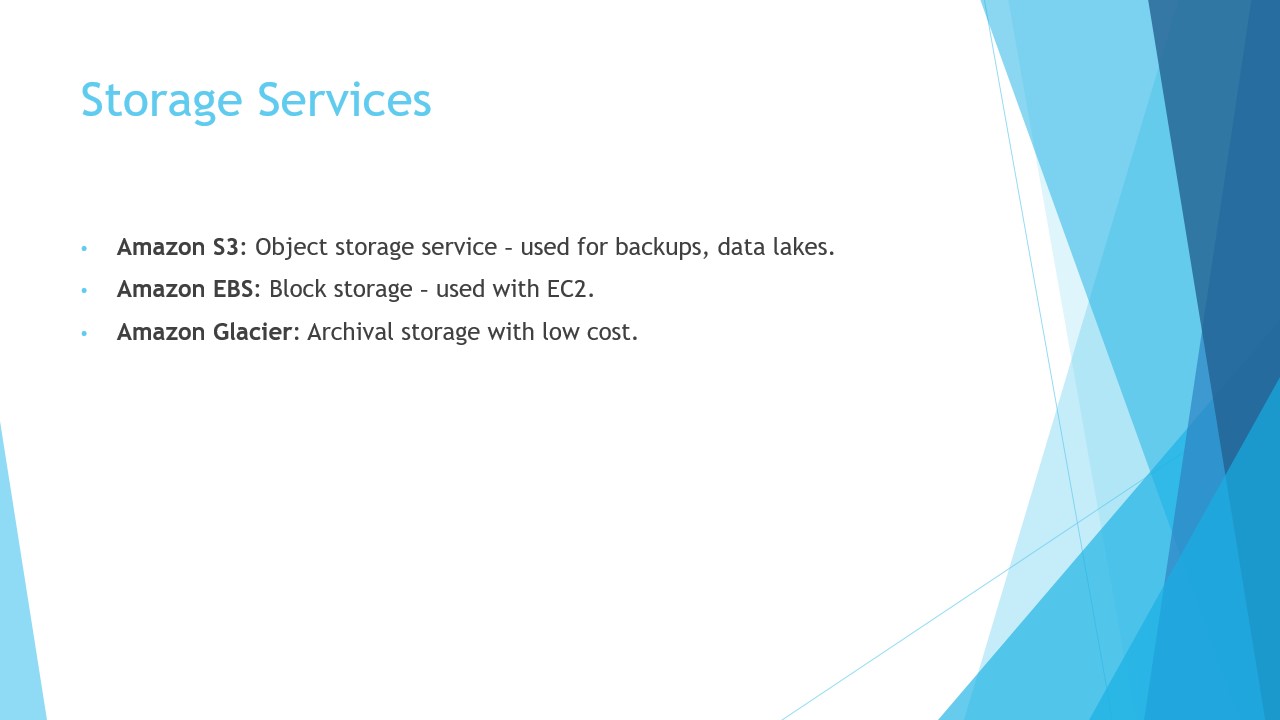 Storage Services
• Amazon S3: Object storage service – used for backups, data lakes.
• Amazon EBS: Block storage – used with EC2.
• Amazon Glacier: Archival storage with low cost.